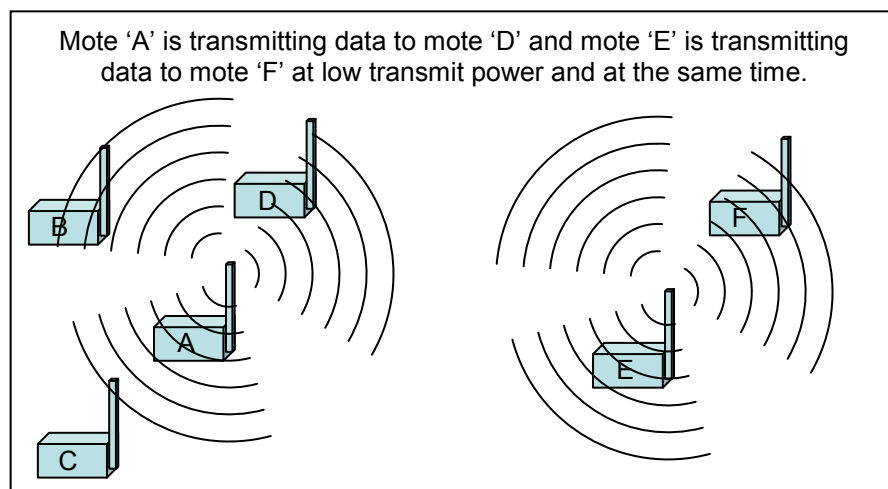 Mote ‘A’ is transmitting data to mote ‘D’ and mote ‘E’ is transmitting
data to mote ‘F’ at low transmit power and at the same time.
B
D
F
A
E
C